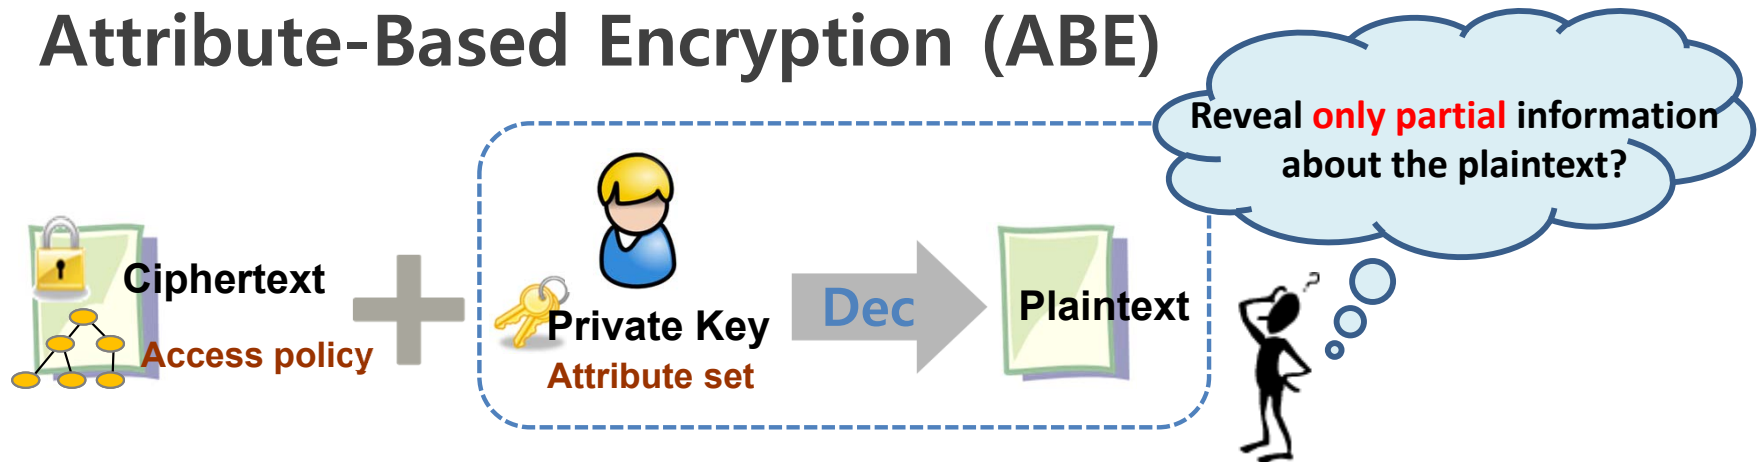 Attribute-Based Encryption (ABE)
Reveal only partial information
about the plaintext?
Ciphertext
Access policy
Private Key
Attribute set
Dec
Plaintext
?